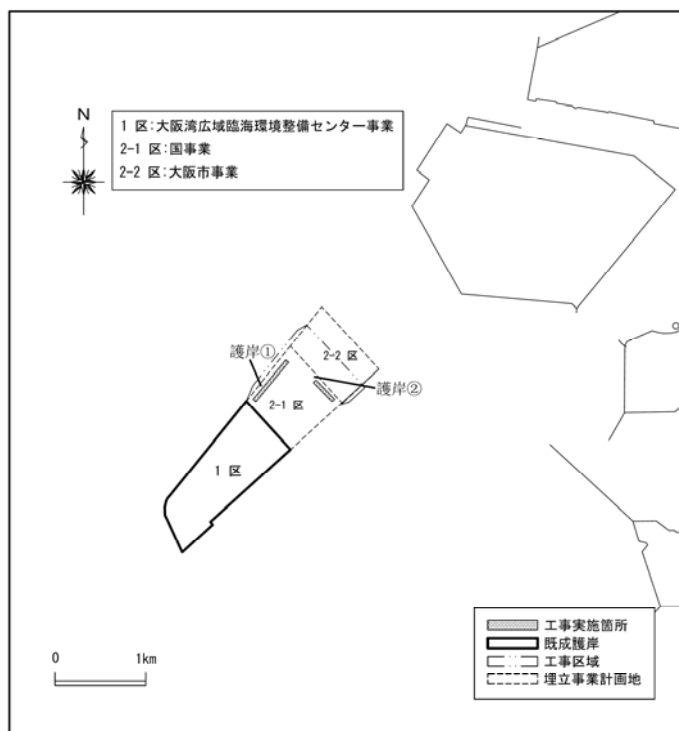 N
1 区:大阪湾広域臨海環境整備センター事業
2-1 区:国事業
2-2 区:大阪市事業
護岸①
2-2 区
護岸②
2-1 区
1 区
工事実施箇所
既成護岸
工事区域
埋立事業計画地
0 1km